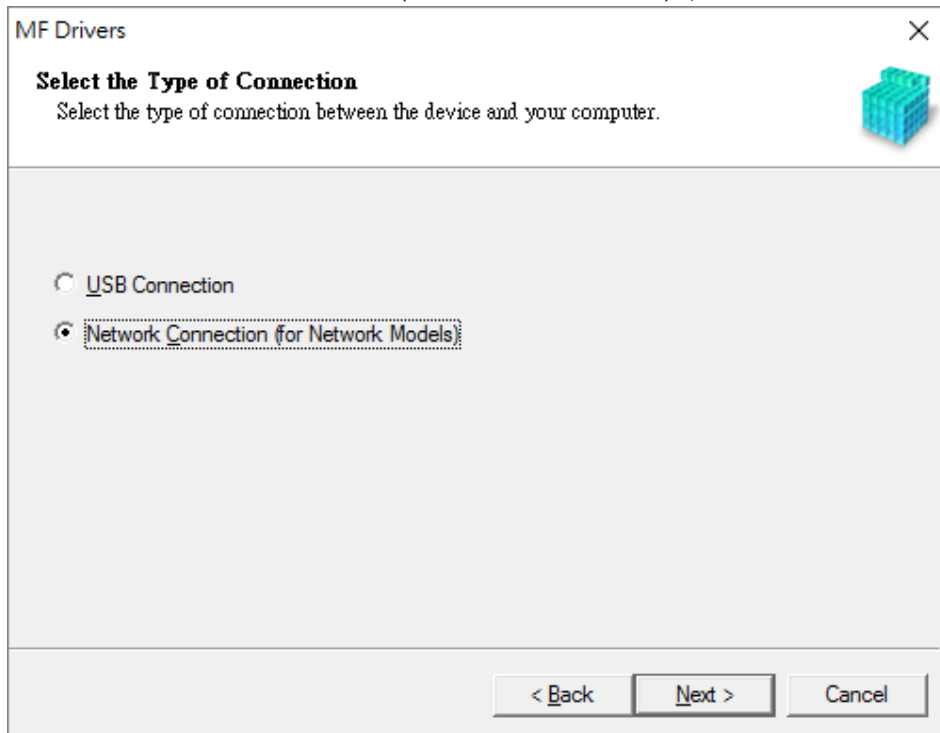 MF Drivers
Select the Type of Connection
Select the type of connection between the device and your computer.
USB Connection
Network Connection (for Network Models)
< Back
Next >
Cancel